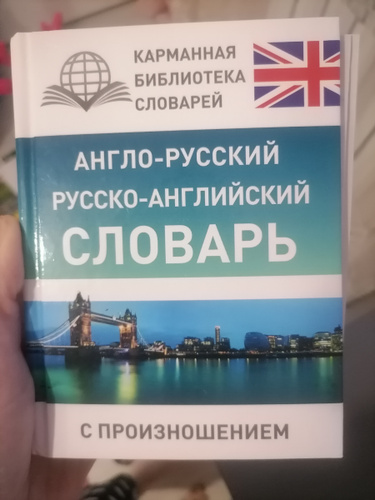 КАРМАННАЯ
БИБЛИОТЕКА
СЛОВАРЕЙ
АНГЛО-РУССКИЙ
РУССКО-АНГЛИЙСКИЙ
СЛОВАРЬ
С ПРОИЗНОШЕНИЕМ